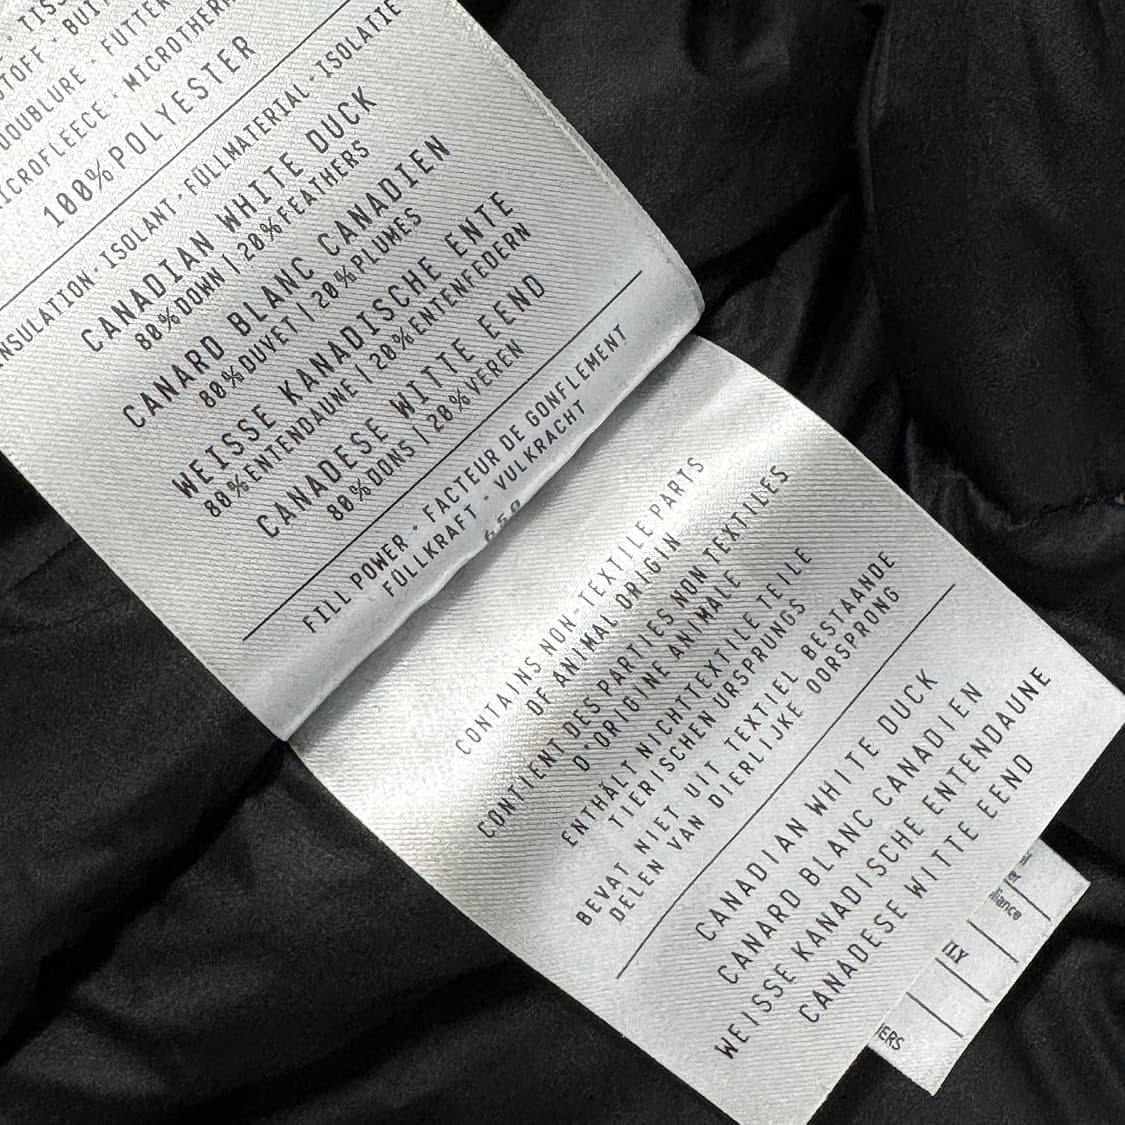 · TISS
STOFF · BUIT
DOUBLURE · FUTTER
MICROFLEECE · MICROTHERM
100%POLYESTER
INSULATION · ISOLANT · FÜLLMATERIAL · ISOLATIE
CANADIAN WHITE DUCK
80%DOWN | 20%FEATHERS
CANARD BLANC CANADIEN
80%DUVET | 20%PLUMES
WEISSE KANADISCHE ENTE
80%ENTENDAUNE | 20%ENTENFEDERN
CANADESE WITTE EEND
80%DONS | 20%VEREN
FILL POWER · FACTEUR DE GONFLEMENT
FÜLLKRAFT · VULKRACHT
CONTAINS NON-TEXTILE PARTS
OF ANIMAL ORIGIN
CONTIENT DES PARTIES NON TEXTILES
D'ORIGINE ANIMALE
ENTHÄLT NICHTTEXTILE TEILE
TIERISCHEN URSPRUNGS
BEVAT NIET UIT TEXTIEL BESTAANDE
DELEN VAN DIERLIJKE OORSPRONG
CANADIAN WHITE DUCK
CANARD BLANC CANADIEN
WEISSE KANADISCHE ENTENDAUNE
CANADESE WITTE EEND
liance
ERS